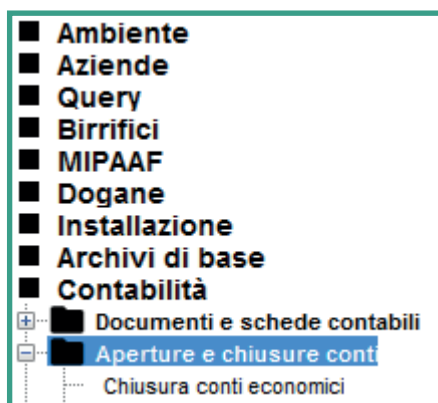 Ambiente
Aziende
Query
Birrifici
MIPAAF
Dogane
Installazione
Archivi di base
Contabilità
Documenti e schede contabili
Aperture e chiusure conti
Chiusura conti economici